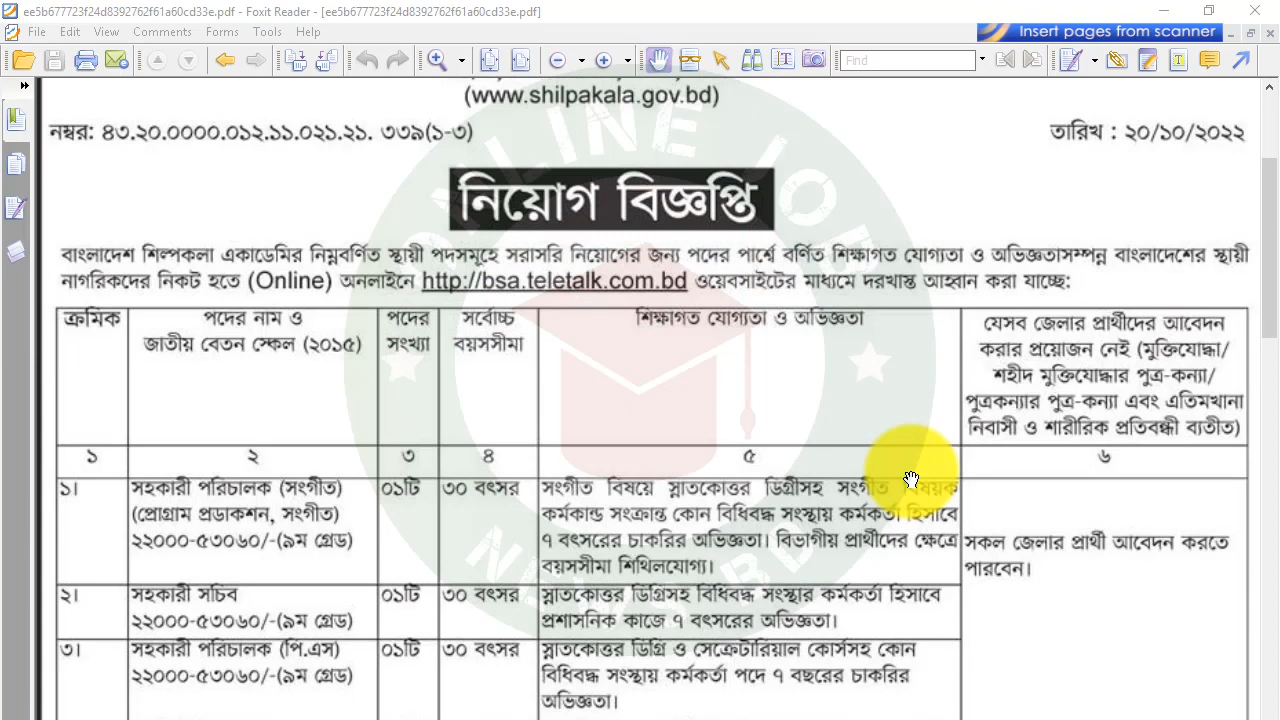 ee5b677723f24d8392762f61a60cd33e.pdf - Foxit Reader - [ee5b677723f24d8392762f61a60cd33e.pdf]
File Edit View Comments Forms
Insert pages from scanner
Find
(www.shilpakala.gov.bd)
নম্বর: ৪৩.২০.০০০০.০১২.১১.০২১.২১. ৩৩৯(১-৩) তারিখ : ২০/১০/২০২২
নিয়োগ বিজ্ঞপ্তি
বাংলাদেশ শিল্পকলা একাডেমির নিম্নবর্ণিত স্থায়ী পদসমূহে সরাসরি নিয়োগের জন্য পদের পার্শ্বে বর্ণিত শিক্ষাগত যোগ্যতা ও অভিজ্ঞতাসম্পন্ন বাংলাদেশের স্থায়ী
নাগরিকদের নিকট হতে (Online) অনলাইনে http://bsa.teletalk.com.bd ওয়েবসাইটের মাধ্যমে দরখাস্ত আহ্বান করা যাচ্ছে:
ক্রমিক
পদের নাম ও
জাতীয় বেতন স্কেল (২০১৫)
পদের
সংখ্যা
সর্বোচ্চ
বয়সসীমা
শিক্ষাগত যোগ্যতা ও অভিজ্ঞতা
যেসব জেলার প্রার্থীদের আবেদন
করার প্রয়োজন নেই (মুক্তিযোদ্ধা/
শহীদ মুক্তিযোদ্ধার পুত্র-কন্যা/
পুত্রকন্যার পুত্র-কন্যা এবং এতিমখানা
নিবাসী ও শারীরিক প্রতিবন্ধী ব্যতীত)
১ ২ ৩ ৪ ৫ ৬
১।
সহকারী পরিচালক (সংগীত)
(প্রোগ্রাম প্রডাকশন, সংগীত)
২২০০০-৫৩০৬০/-(৯ম গ্রেড)
০১টি
৩০ বৎসর
সংগীত বিষয়ে স্নাতকোত্তর ডিগ্রীসহ সংগীত বিষয়ক
কর্মকান্ড সংক্রান্ত কোন বিধিবদ্ধ সংস্থায় কর্মকর্তা হিসাবে
৭ বৎসরের চাকরির অভিজ্ঞতা। বিভাগীয় প্রার্থীদের ক্ষেত্রে
বয়সসীমা শিথিলযোগ্য।
সকল জেলার প্রার্থী আবেদন করতে
পারবেন।
২।
সহকারী সচিব
২২০০০-৫৩০৬০/-(৯ম গ্রেড)
০১টি
৩০ বৎসর
স্নাতকোত্তর ডিগ্রিসহ বিধিবদ্ধ সংস্থার কর্মকর্তা হিসাবে
প্রশাসনিক কাজে ৭ বৎসরের অভিজ্ঞতা।
৩।
সহকারী পরিচালক (পি.এস)
২২০০০-৫৩০৬০/-(৯ম গ্রেড)
০১টি
৩০ বৎসর
স্নাতকোত্তর ডিগ্রি ও সেক্রেটারিয়াল কোর্সসহ কোন
বিধিবদ্ধ সংস্থায় কর্মকর্তা পদে ৭ বছরের চাকরির
অভিজ্ঞতা।
ONLINE JOB
NEWS BD